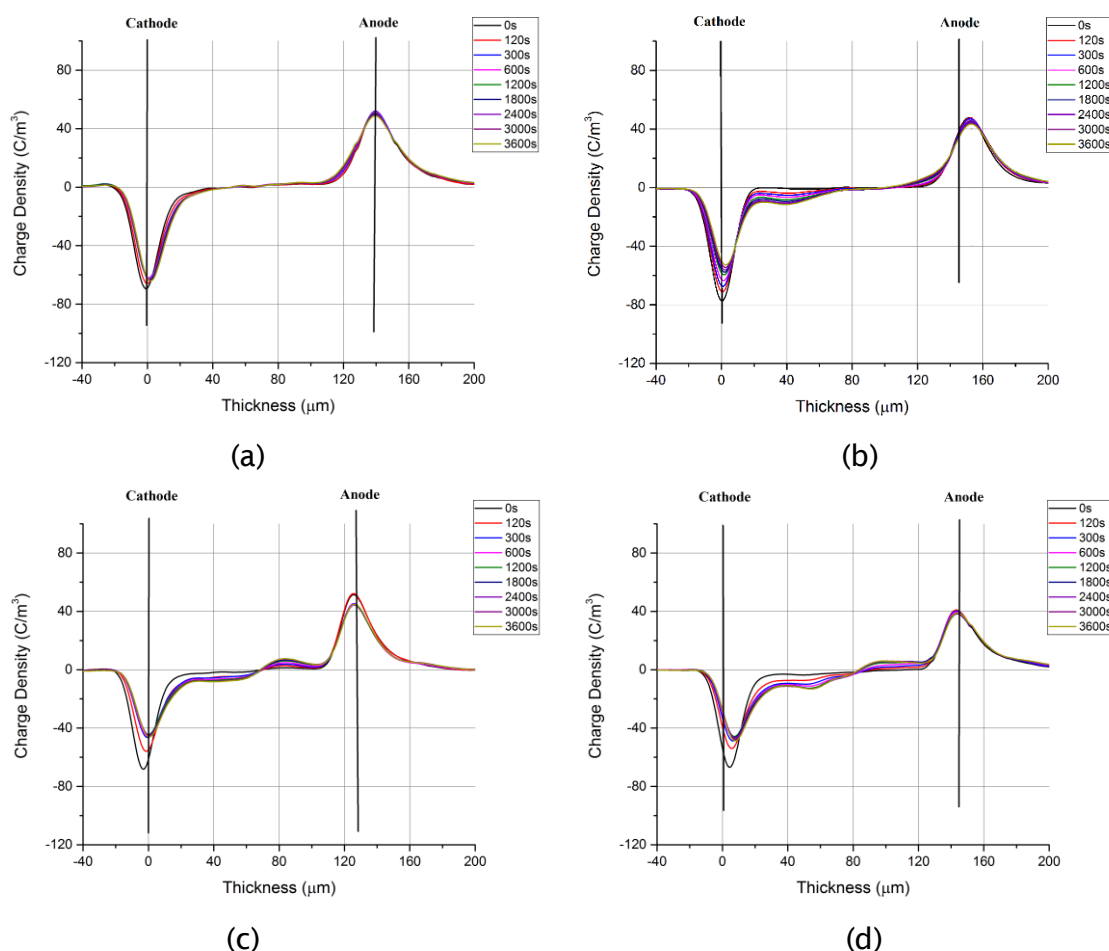 Cathode
Anode
0s
120s
300s
600s
1200s
1800s
2400s
3000s
3600s
80
40
0
-40
-80
-120
Charge Density (C/m³)
-40 0 40 80 120 160 200
Thickness (μm)
(a)
Cathode
Anode
0s
120s
300s
600s
1200s
1800s
2400s
3000s
3600s
80
40
0
-40
-80
-120
Charge Density (C/m³)
-40 0 40 80 120 160 200
Thickness (μm)
(b)
Cathode
Anode
0s
120s
300s
600s
1200s
1800s
2400s
3000s
3600s
80
40
0
-40
-80
-120
Charge Density (C/m³)
-40 0 40 80 120 160 200
Thickness (μm)
(c)
Cathode
Anode
0s
120s
300s
600s
1200s
1800s
2400s
3000s
3600s
80
40
0
-40
-80
-120
Charge Density (C/m³)
-40 0 40 80 120 160 200
Thickness (μm)
(d)